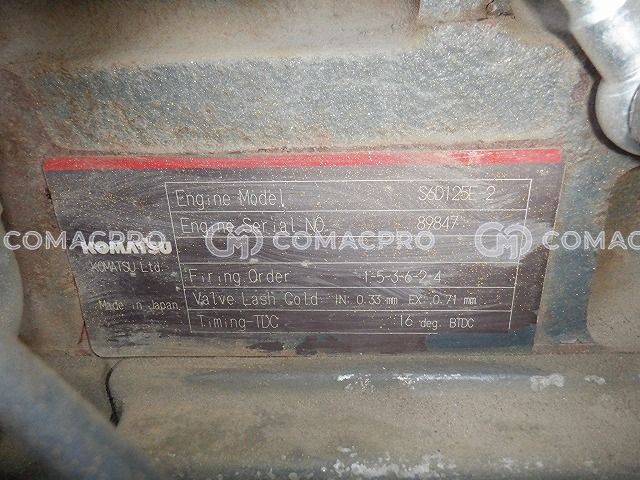 Engine Model S6D125E-2
Engine Serial NO. 89847
COMACPRO COMACPRO COMAC
KOMATSU
KOMATSU Ltd.
Firing Order 1-5-3-6-2-4
Made in Japan
Valve Lash Cold IN: 0.33 mm EX: 0.71 mm
Timing-TDC 16 deg. BTDC